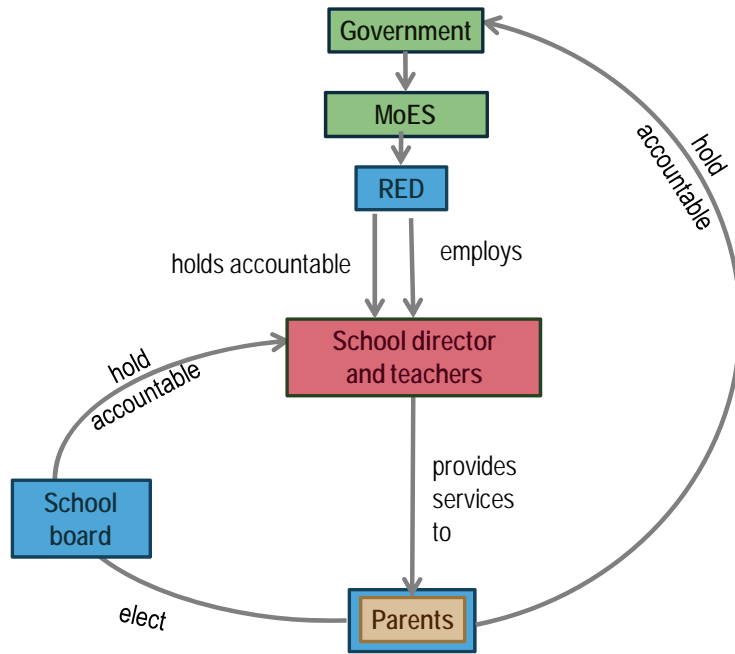 Government
MoES
hold
accountable
RED
holds accountable
employs
School director
and teachers
hold
accountable
provides
services
to
School
board
elect
Parents